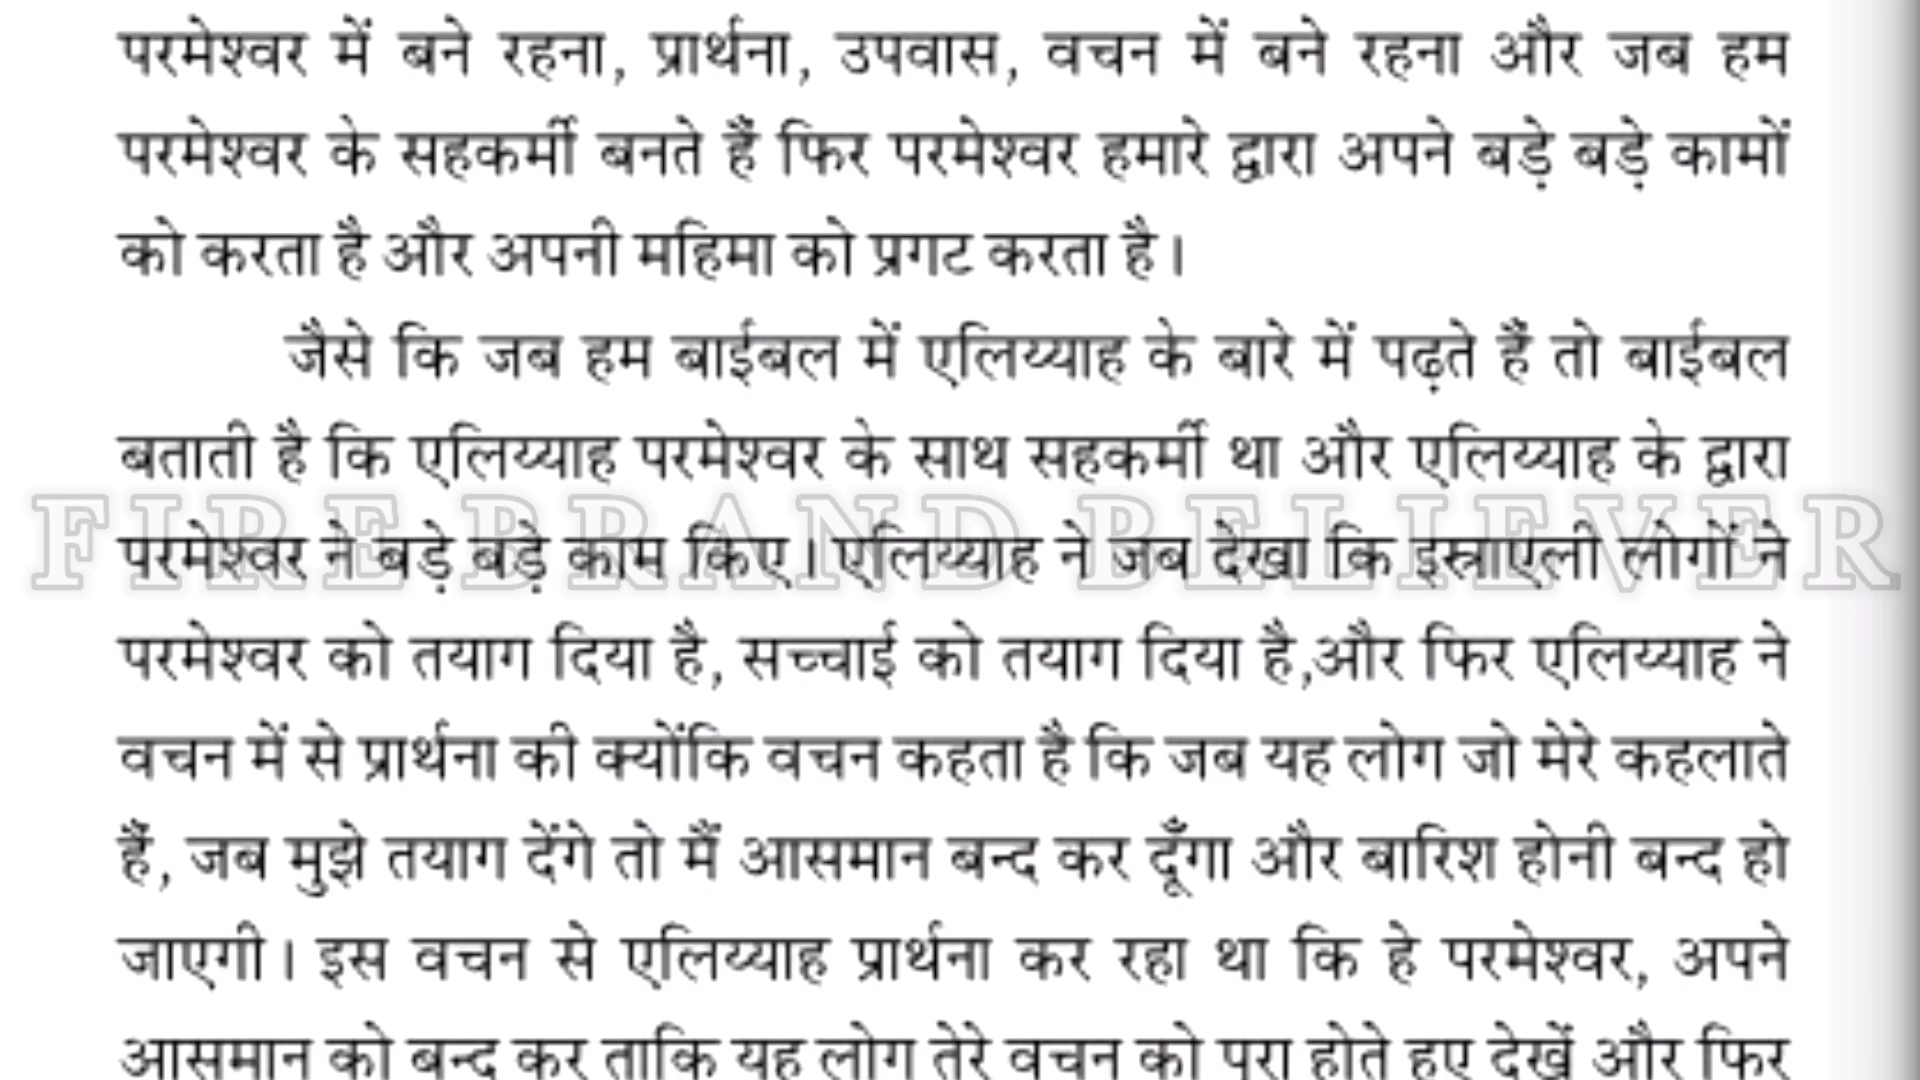 परमेश्वर में बने रहना, प्रार्थना, उपवास, वचन में बने रहना और जब हम
परमेश्वर के सहकर्मी बनते हैं फिर परमेश्वर हमारे द्वारा अपने बड़े बड़े कामों
को करता है और अपनी महिमा को प्रगट करता है।
जैसे कि जब हम बाईबल में एलिय्याह के बारे में पढ़ते हैं तो बाईबल
बताती है कि एलिय्याह परमेश्वर के साथ सहकर्मी था और एलिय्याह के द्वारा
FIRE BRAND BELIEVER
परमेश्वर ने बड़े बड़े काम किए। एलिय्याह ने जब देखा कि इस्राएली लोगों ने
परमेश्वर को तयाग दिया है, सच्चाई को तयाग दिया है,और फिर एलिय्याह ने
वचन में से प्रार्थना की क्योंकि वचन कहता है कि जब यह लोग जो मेरे कहलाते
हैं, जब मुझे तयाग देंगे तो मैं आसमान बन्द कर दूँगा और बारिश होनी बन्द हो
जाएगी। इस वचन से एलिय्याह प्रार्थना कर रहा था कि हे परमेश्वर, अपने
आसमान को बन्द कर ताकि यह लोग तेरे वचन को पूरा होते हुए देखें और फिर